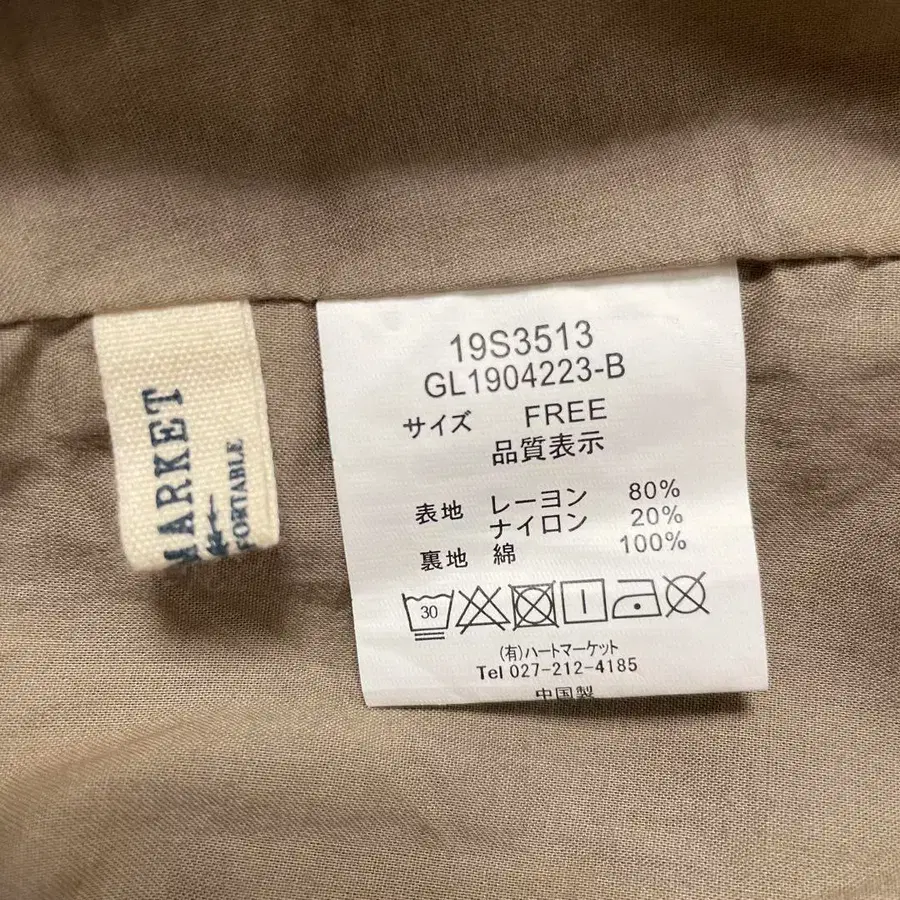 MARKET
FORTABLE
19S3513
GL1904223-B
サイズ FREE
品質表示
表地 レーヨン 80%
ナイロン 20%
裏地 綿 100%
30
(有)ハートマーケット
Tel 027-212-4185
中国製